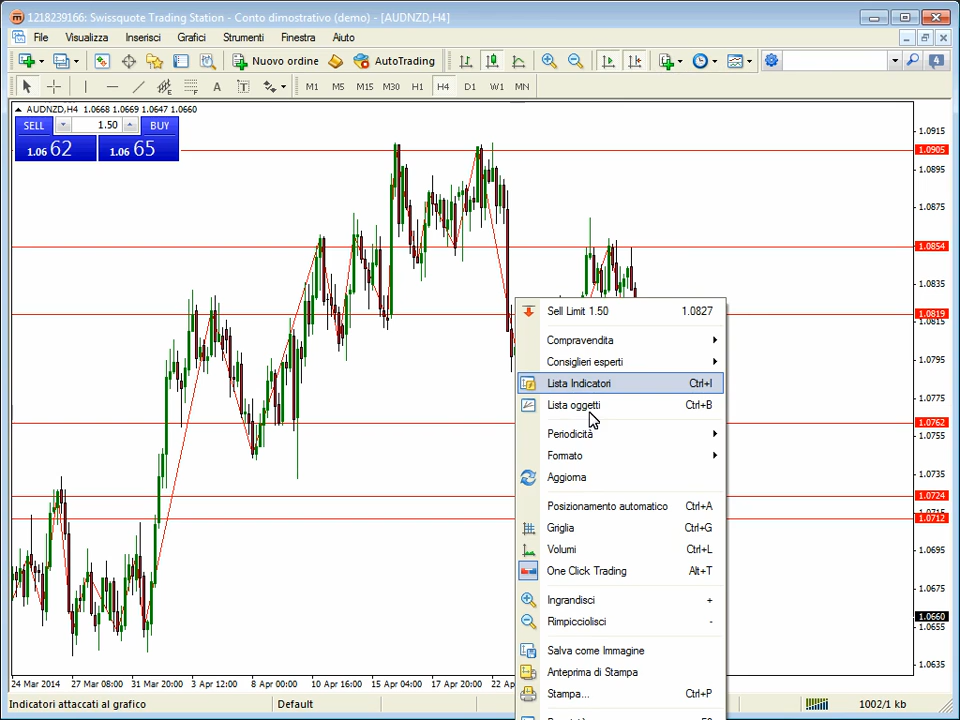 1218239166: Swissquote Trading Station - Conto dimostrativo (demo) - [AUDNZD,H4]
File Visualizza Inserisci Grafici Strumenti Finestra Aiuto
Nuovo ordine AutoTrading 4
A T M1 M5 M15 M30 H1 H4 H4 D1 W1 MN
AUDNZD,H4 1.0668 1.0669 1.0647 1.0660
SELL 1.50 BUY
1.06 62 1.06 65
1.0915
1.0905
1.0895
1.0875
1.0854
1.0835
1.0819
1.0815
1.0795
1.0775
1.0762
1.0755
1.0735
1.0724
1.0712
1.0695
1.0675
1.0660
1.0655
1.0635
Sell Limit 1.50 1.0827
Compravendita
Consiglieri esperti
Lista Indicatori Ctrl+I
Lista oggetti Ctrl+B
Periodicità
Formato
Aggiorna
Posizionamento automatico Ctrl+A
Griglia Ctrl+G
Volumi Ctrl+L
One Click Trading Alt+T
Ingrandisci +
Rimpicciolisci -
Salva come Immagine
Anteprima di Stampa
Stampa... Ctrl+P
24 Mar 2014 27 Mar 08:00 31 Mar 20:00 3 Apr 12:00 8 Apr 00:00 10 Apr 16:00 15 Apr 04:00 17 Apr 20:00 22 Ap
Indicatori attaccati al grafico Default 1002/1 kb